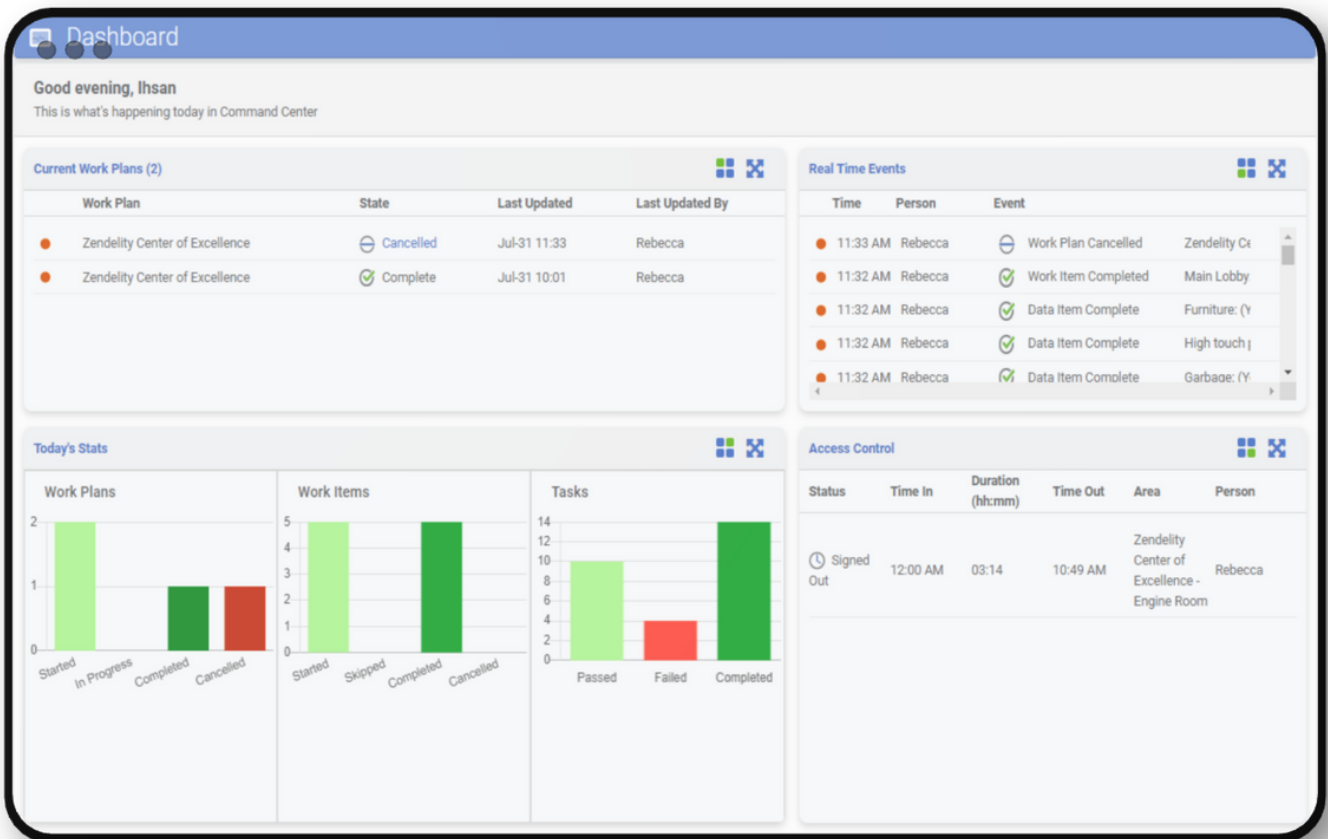 Dashboard
Good evening, Ihsan
This is what's happening today in Command Center
Current Work Plans (2)
Work Plan State Last Updated Last Updated By
Zendelity Center of Excellence Cancelled Jul-31 11:33 Rebecca
Zendelity Center of Excellence Complete Jul-31 10:01 Rebecca
Real Time Events
Time Person Event
11:33 AM Rebecca Work Plan Cancelled Zendelity Ce
11:32 AM Rebecca Work Item Completed Main Lobby
11:32 AM Rebecca Data Item Complete Furniture: (Y
11:32 AM Rebecca Data Item Complete High touch
11:32 AM Rebecca Data Item Complete Garbage: (Y
Today's Stats
Work Plans
2
1
0
Started In Progress Completed Cancelled
Work Items
5
4
3
2
1
0
Started Skipped Completed Cancelled
Tasks
14
12
10
8
6
4
2
0
Passed Failed Completed
Access Control
Status Time In Duration (hh:mm) Time Out Area Person
Signed Out 12:00 AM 03:14 10:49 AM Zendelity Center of Excellence - Engine Room Rebecca